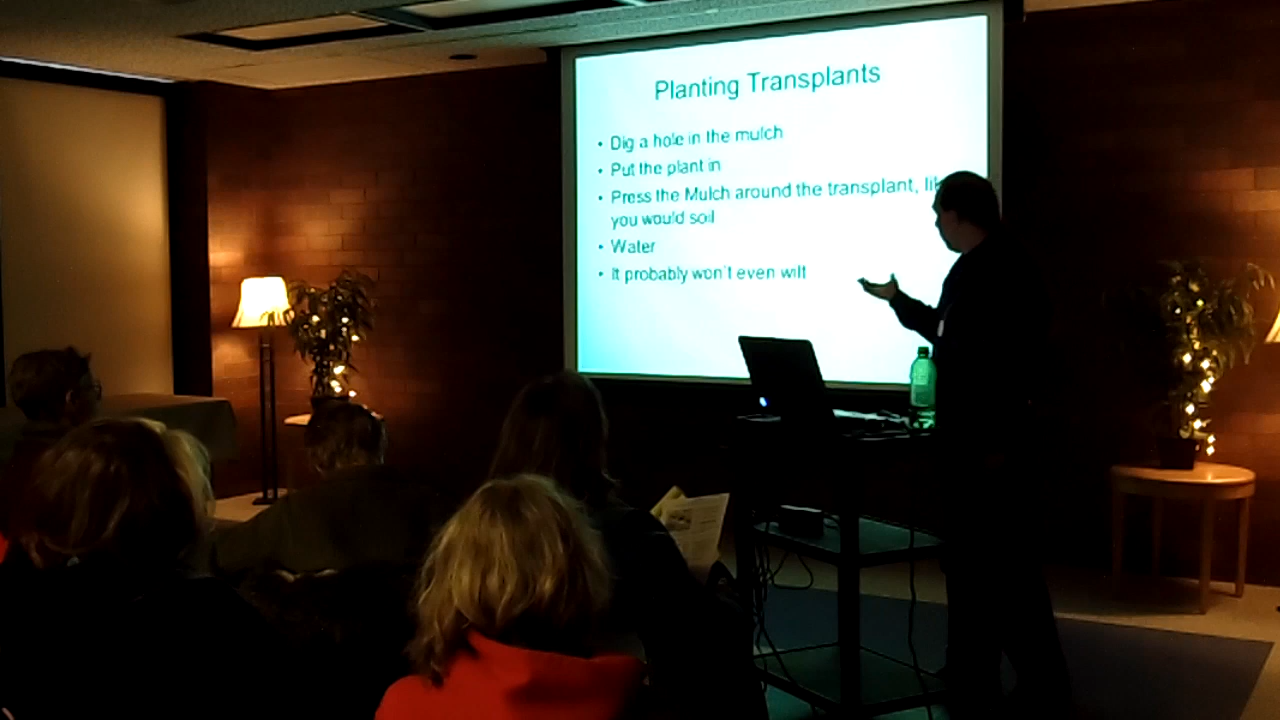 Planting Transplants
• Dig a hole in the mulch
• Put the plant in
• Press the Mulch around the transplant,
you would soil
• Water
• It probably won't even wilt